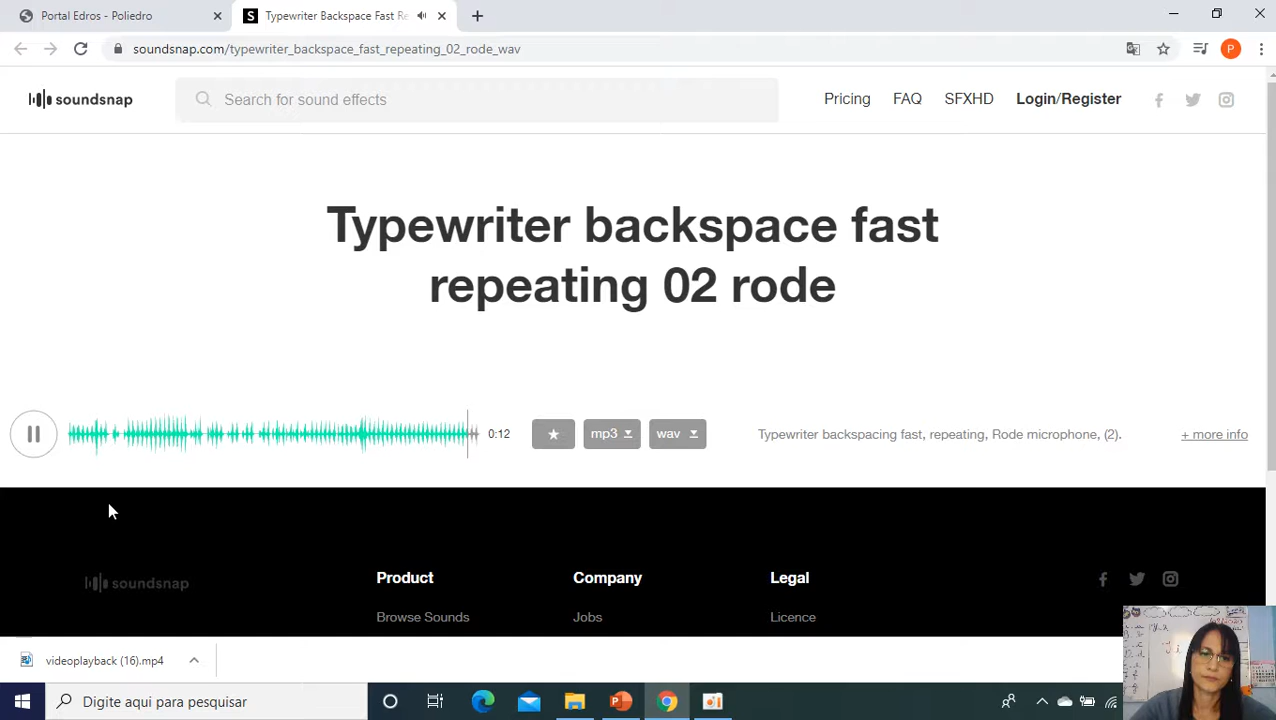 Portal Edros - Poliedro
Typewriter Backspace Fast Re
soundsnap.com/typewriter_backspace_fast_repeating_02_rode_wav
P
soundsnap
Search for sound effects
Pricing
FAQ
SFXHD
Login/Register
Typewriter backspace fast
repeating 02 rode
0:12
mp3
wav
Typewriter backspacing fast, repeating, Rode microphone, (2).
+ more info
soundsnap
Product
Company
Legal
Browse Sounds
Jobs
Licence
videoplayback (16).mp4
Digite aqui para pesquisar